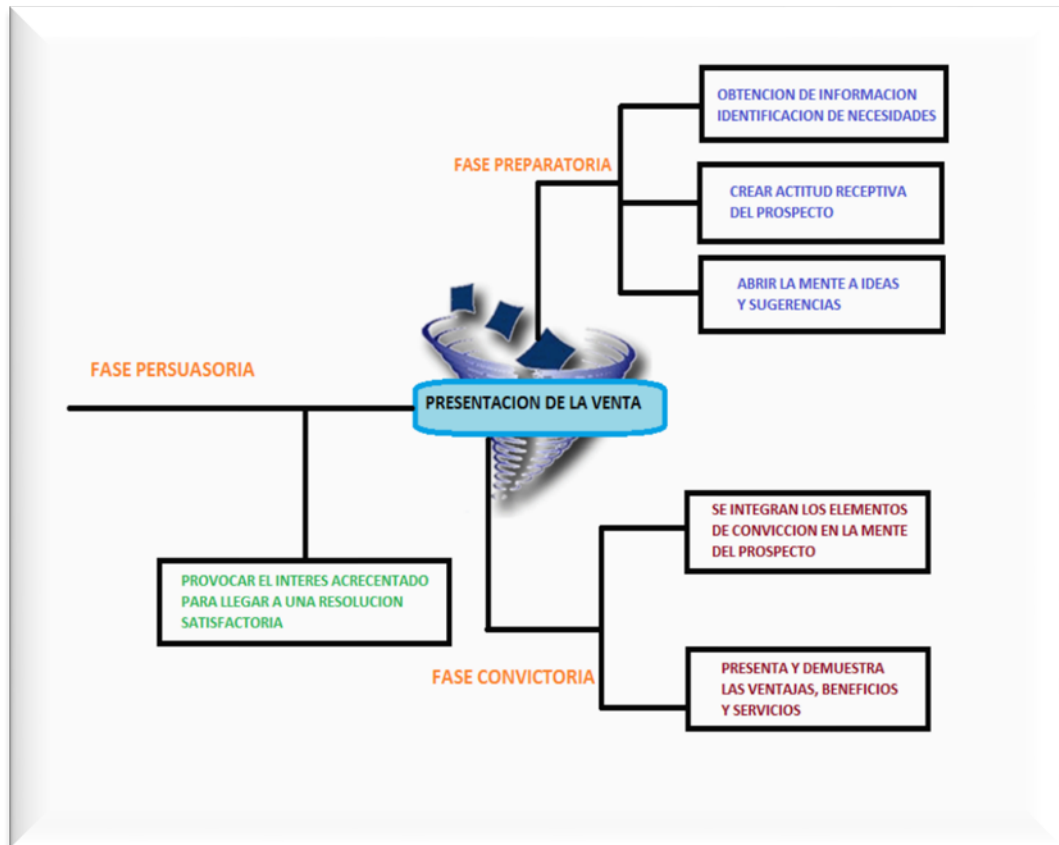 OBTENCION DE INFORMACION
IDENTIFICACION DE NECESIDADES
FASE PREPARATORIA
CREAR ACTITUD RECEPTIVA
DEL PROSPECTO
ABRIR LA MENTE A IDEAS
Y SUGERENCIAS
FASE PERSUASORIA
PRESENTACION DE LA VENTA
SE INTEGRAN LOS ELEMENTOS
DE CONVICCION EN LA MENTE
DEL PROSPECTO
PROVOCAR EL INTERES ACRECENTADO
PARA LLEGAR A UNA RESOLUCION
SATISFACTORIA
FASE CONVICTORIA
PRESENTA Y DEMUESTRA
LAS VENTAJAS, BENEFICIOS
Y SERVICIOS